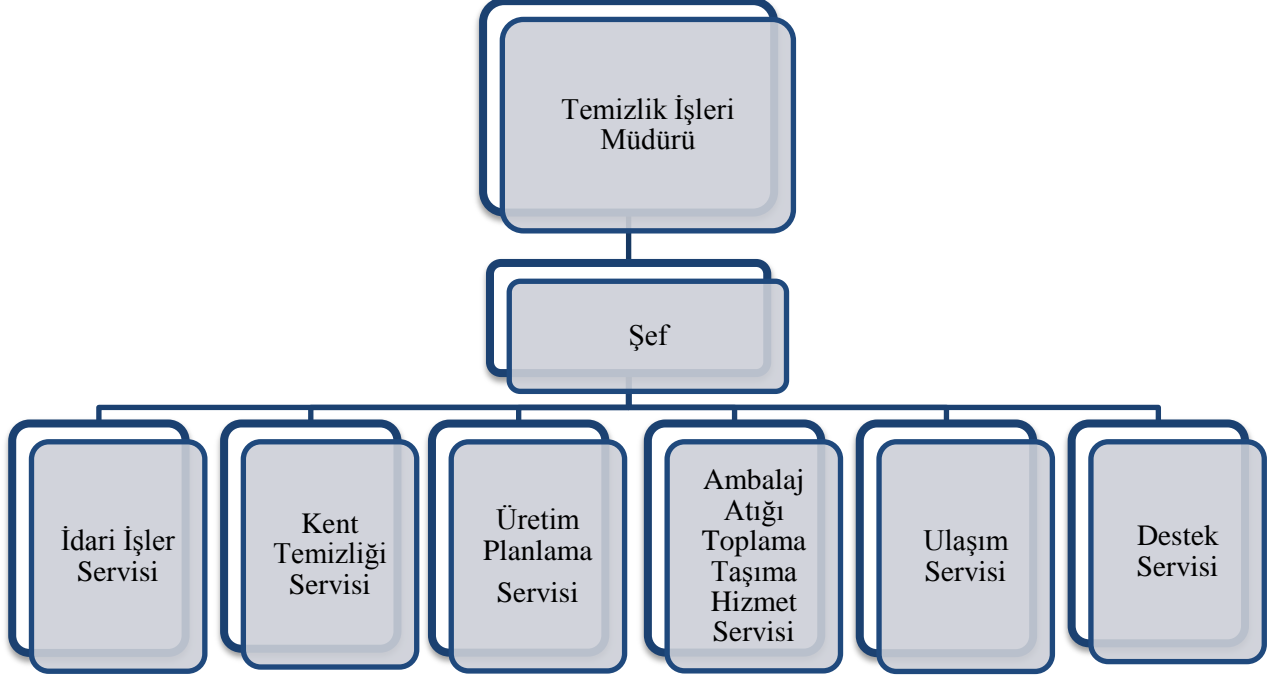 Temizlik İşleri
Müdürü
Şef
İdari İşler
Servisi
Kent
Temizliği
Servisi
Üretim
Planlama
Servisi
Ambalaj
Atığı
Toplama
Taşıma
Hizmet
Servisi
Ulaşım
Servisi
Destek
Servisi